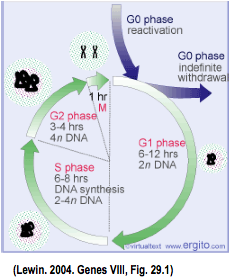 G0 phase
reactivation
G0 phase
indefinite
withdrawal
1 hr
M
G2 phase
3-4 hrs
4n DNA
G1 phase
6-12 hrs
2n DNA
S phase
6-8 hrs
DNA synthesis
2-4n DNA
©virtualtext www.ergito.com
(Lewin. 2004. Genes VIII, Fig. 29.1)